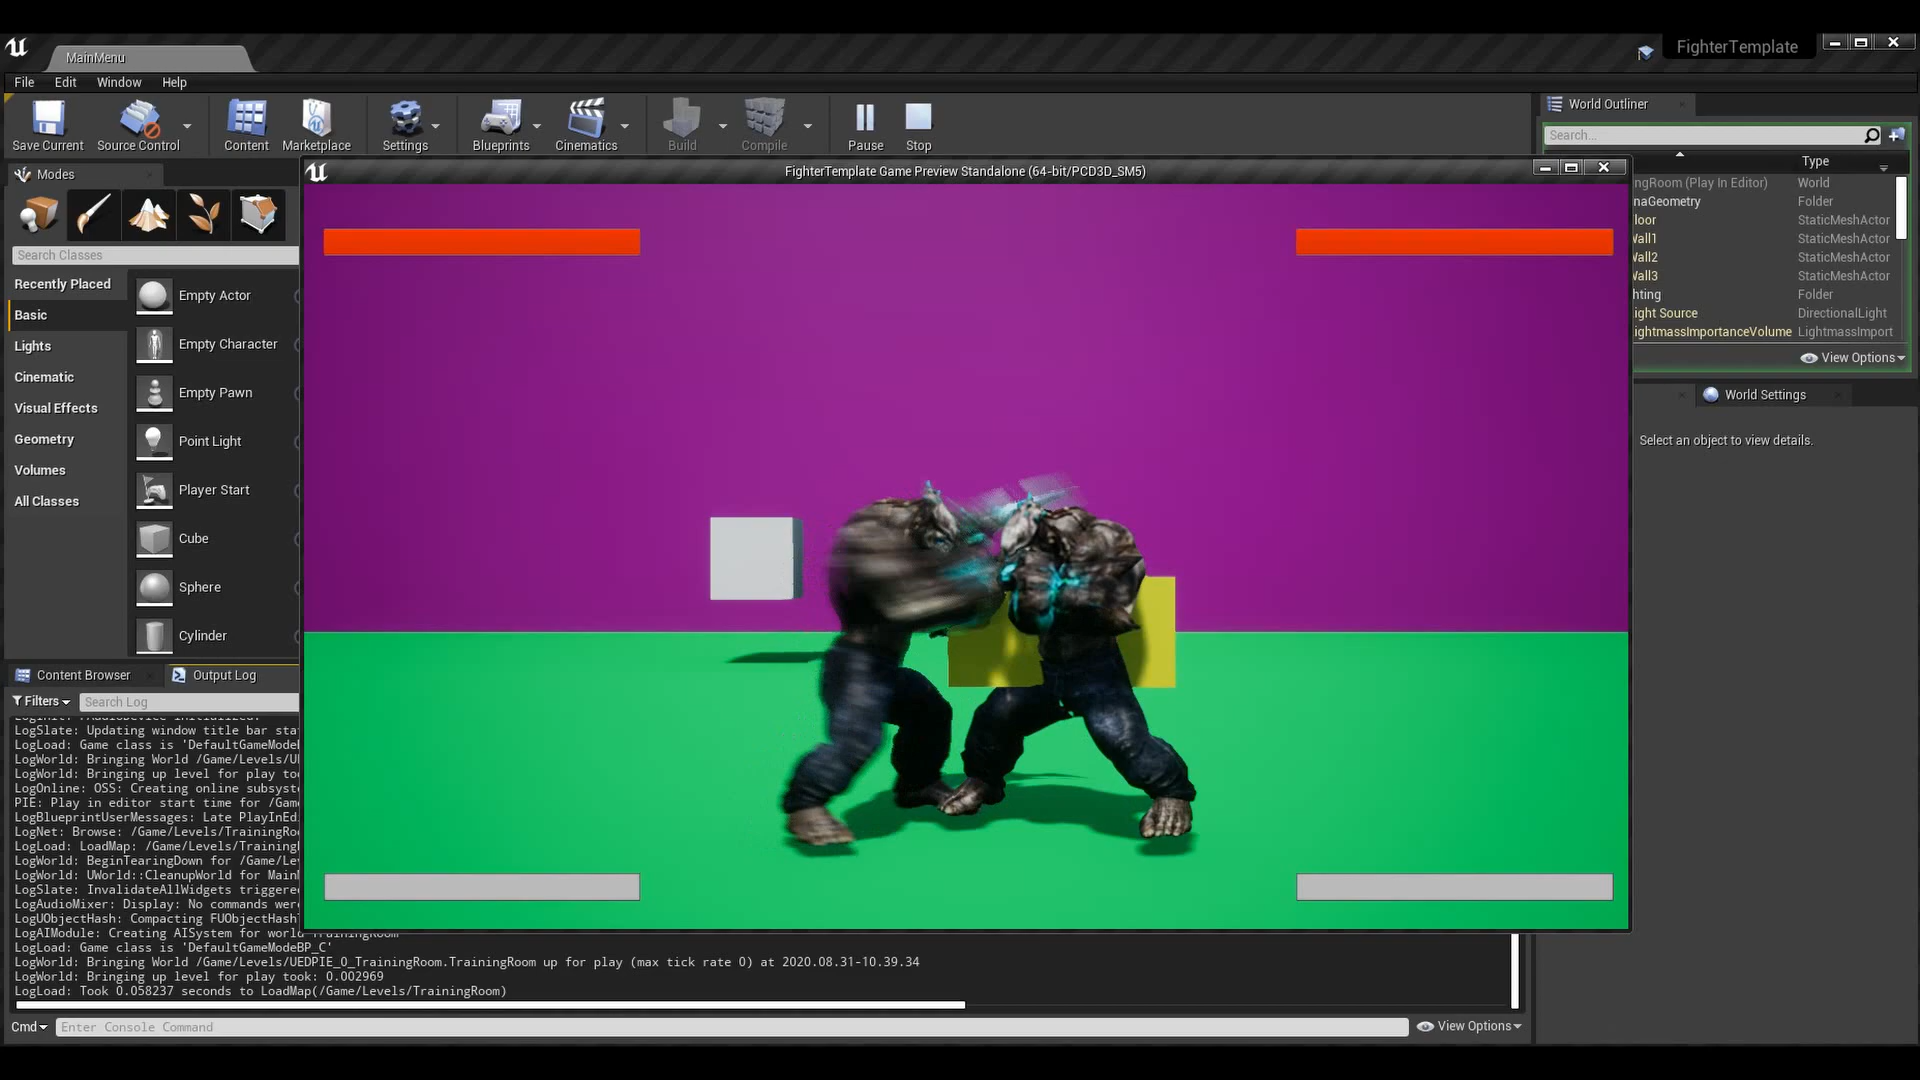 MainMenu
FighterTemplate
File Edit Window Help
Save Current
Source Control
Content
Marketplace
Settings
Blueprints
Cinematics
Build
Compile
Pause
Stop
World Outliner
Search...
Type
ngRoom (Play In Editor) World
naGeometry Folder
loor StaticMeshActor
Wall1 StaticMeshActor
Wall2 StaticMeshActor
Wall3 StaticMeshActor
hting Folder
ight Source DirectionalLight
ightmassImportanceVolume LightmassImport
View Options
World Settings
Select an object to view details.
Modes
FighterTemplate Game Preview Standalone (64-bit/PCD3D_SM5)
Search Classes
Recently Placed
Basic
Lights
Cinematic
Visual Effects
Geometry
Volumes
All Classes
Empty Actor
Empty Character
Empty Pawn
Point Light
Player Start
Cube
Sphere
Cylinder
Content Browser
Output Log
Filters
Search Log
LogSlate: Updating window title bar sta
LogLoad: Game class is 'DefaultGameModeB
LogWorld: Bringing World /Game/Levels/U
LogWorld: Bringing up level for play too
LogOnline: OSS: Creating online subsyst
PIE: Play in editor start time for /Gam
LogBlueprintUserMessages: Late PlayInEd
LogNet: Browse: /Game/Levels/TrainingRo
LogLoad: LoadMap: /Game/Levels/Training
LogWorld: BeginTearingDown for /Game/Le
LogWorld: UWorld::CleanupWorld for Main
LogSlate: InvalidateAllWidgets triggere
LogAudioMixer: Display: No commands wer
LogUObjectHash: Compacting FUObjectHash
LogAIModule: Creating AISystem for world TrainingRoom
LogLoad: Game class is 'DefaultGameModeBP_C'
LogWorld: Bringing World /Game/Levels/UEDPIE_0_TrainingRoom.TrainingRoom up for play (max tick rate 0) at 2020.08.31-10.39.34
LogWorld: Bringing up level for play took: 0.002969
LogLoad: Took 0.058237 seconds to LoadMap(/Game/Levels/TrainingRoom)
Cmd
Enter Console Command
View Options